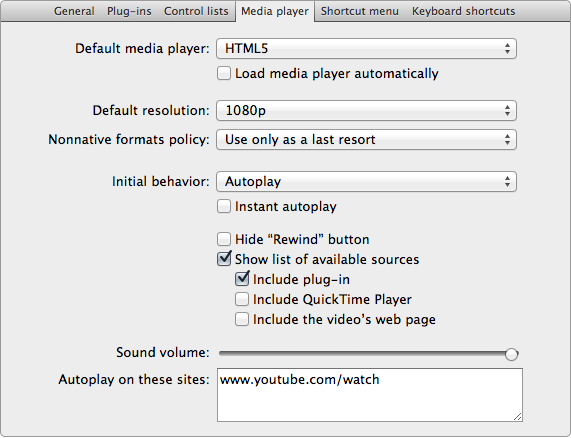 General Plug-ins Control lists Media player Shortcut menu Keyboard shortcuts
Default media player: HTML5
Load media player automatically
Default resolution: 1080p
Nonnative formats policy: Use only as a last resort
Initial behavior: Autoplay
Instant autoplay
Hide “Rewind” button
Show list of available sources
Include plug-in
Include QuickTime Player
Include the video’s web page
Sound volume:
Autoplay on these sites: www.youtube.com/watch